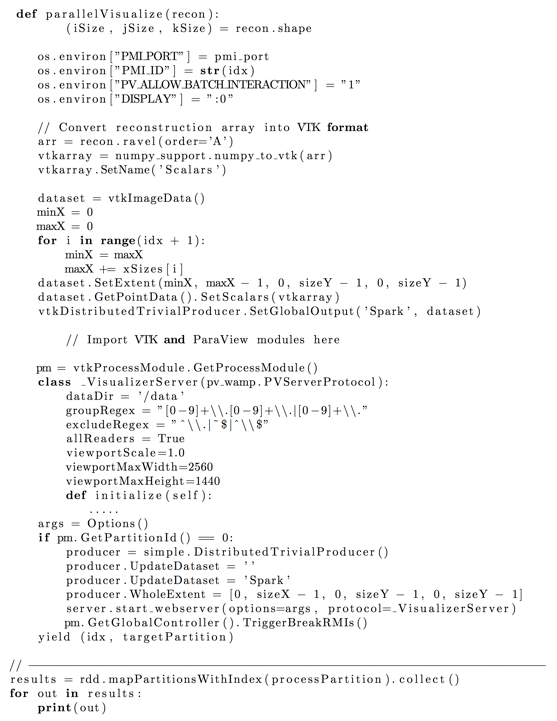 def parallelVisualize(recon):
(iSize, jSize, kSize) = recon.shape
os.environ["PMI_PORT"] = pmi_port
os.environ["PMI_ID"] = str(idx)
os.environ["PV_ALLOW_BATCH_INTERACTION"] = "1"
os.environ["DISPLAY"] = ":0"
// Convert reconstruction array into VTK format
arr = recon.ravel(order='A')
vtkarray = numpy_support.numpy_to_vtk(arr)
vtkarray.SetName('Scalars')
dataset = vtkImageData()
minX = 0
maxX = 0
for i in range(idx + 1):
minX = maxX
maxX += xSizes[i]
dataset.SetExtent(minX, maxX - 1, 0, sizeY - 1, 0, sizeY - 1)
dataset.GetPointData().SetScalars(vtkarray)
vtkDistributedTrivialProducer.SetGlobalOutput('Spark', dataset)
// Import VTK and ParaView modules here
pm = vtkProcessModule.GetProcessModule()
class _VisualizerServer(pv_wamp.PVServerProtocol):
dataDir = '/data'
groupRegex = "[0-9]+\\.[0-9]+\\.|[0-9]+\\."
excludeRegex = "^\\.|~$|^\\$"
allReaders = True
viewportScale=1.0
viewportMaxWidth=2560
viewportMaxHeight=1440
def initialize(self):
.....
args = Options()
if pm.GetPartitionId() == 0:
producer = simple.DistributedTrivialProducer()
producer.UpdateDataset = ''
producer.UpdateDataset = 'Spark'
producer.WholeExtent = [0, sizeX - 1, 0, sizeY - 1, 0, sizeY - 1]
server.start_webserver(options=args, protocol=_VisualizerServer)
pm.GetGlobalController().TriggerBreakRMIs()
yield (idx, targetPartition)
//
results = rdd.mapPartitionsWithIndex(processPartition).collect()
for out in results:
print(out)